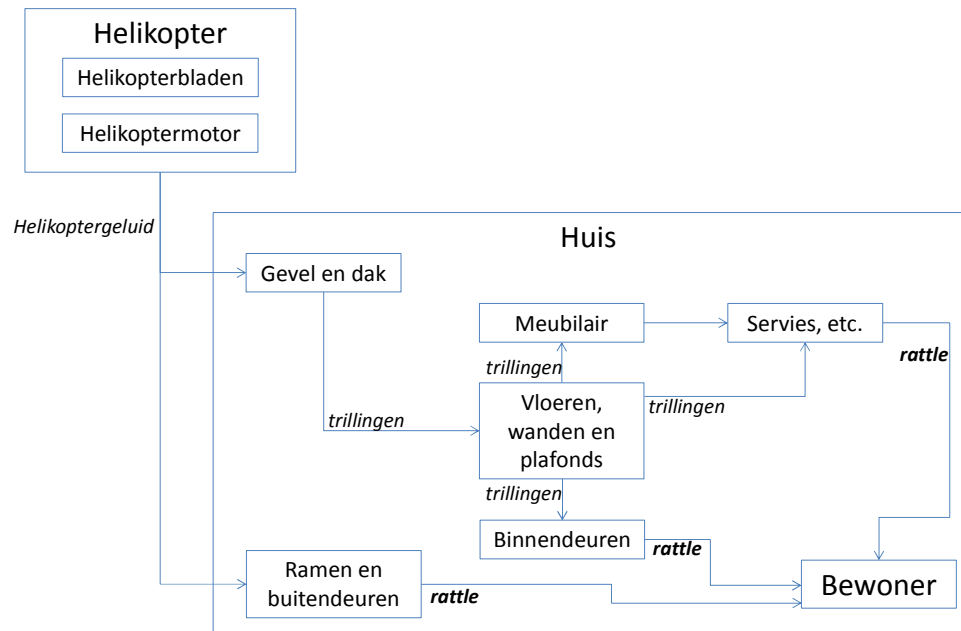 Helikopter
Helikopterbladen
Helikoptermotor
Helikoptergeluid
Huis
Gevel en dak
Meubilair
Servies, etc.
rattle
trillingen
Vloeren,
wanden en
plafonds
trillingen
trillingen
trillingen
Binnendeuren
rattle
Ramen en
buitendeuren
rattle
Bewoner